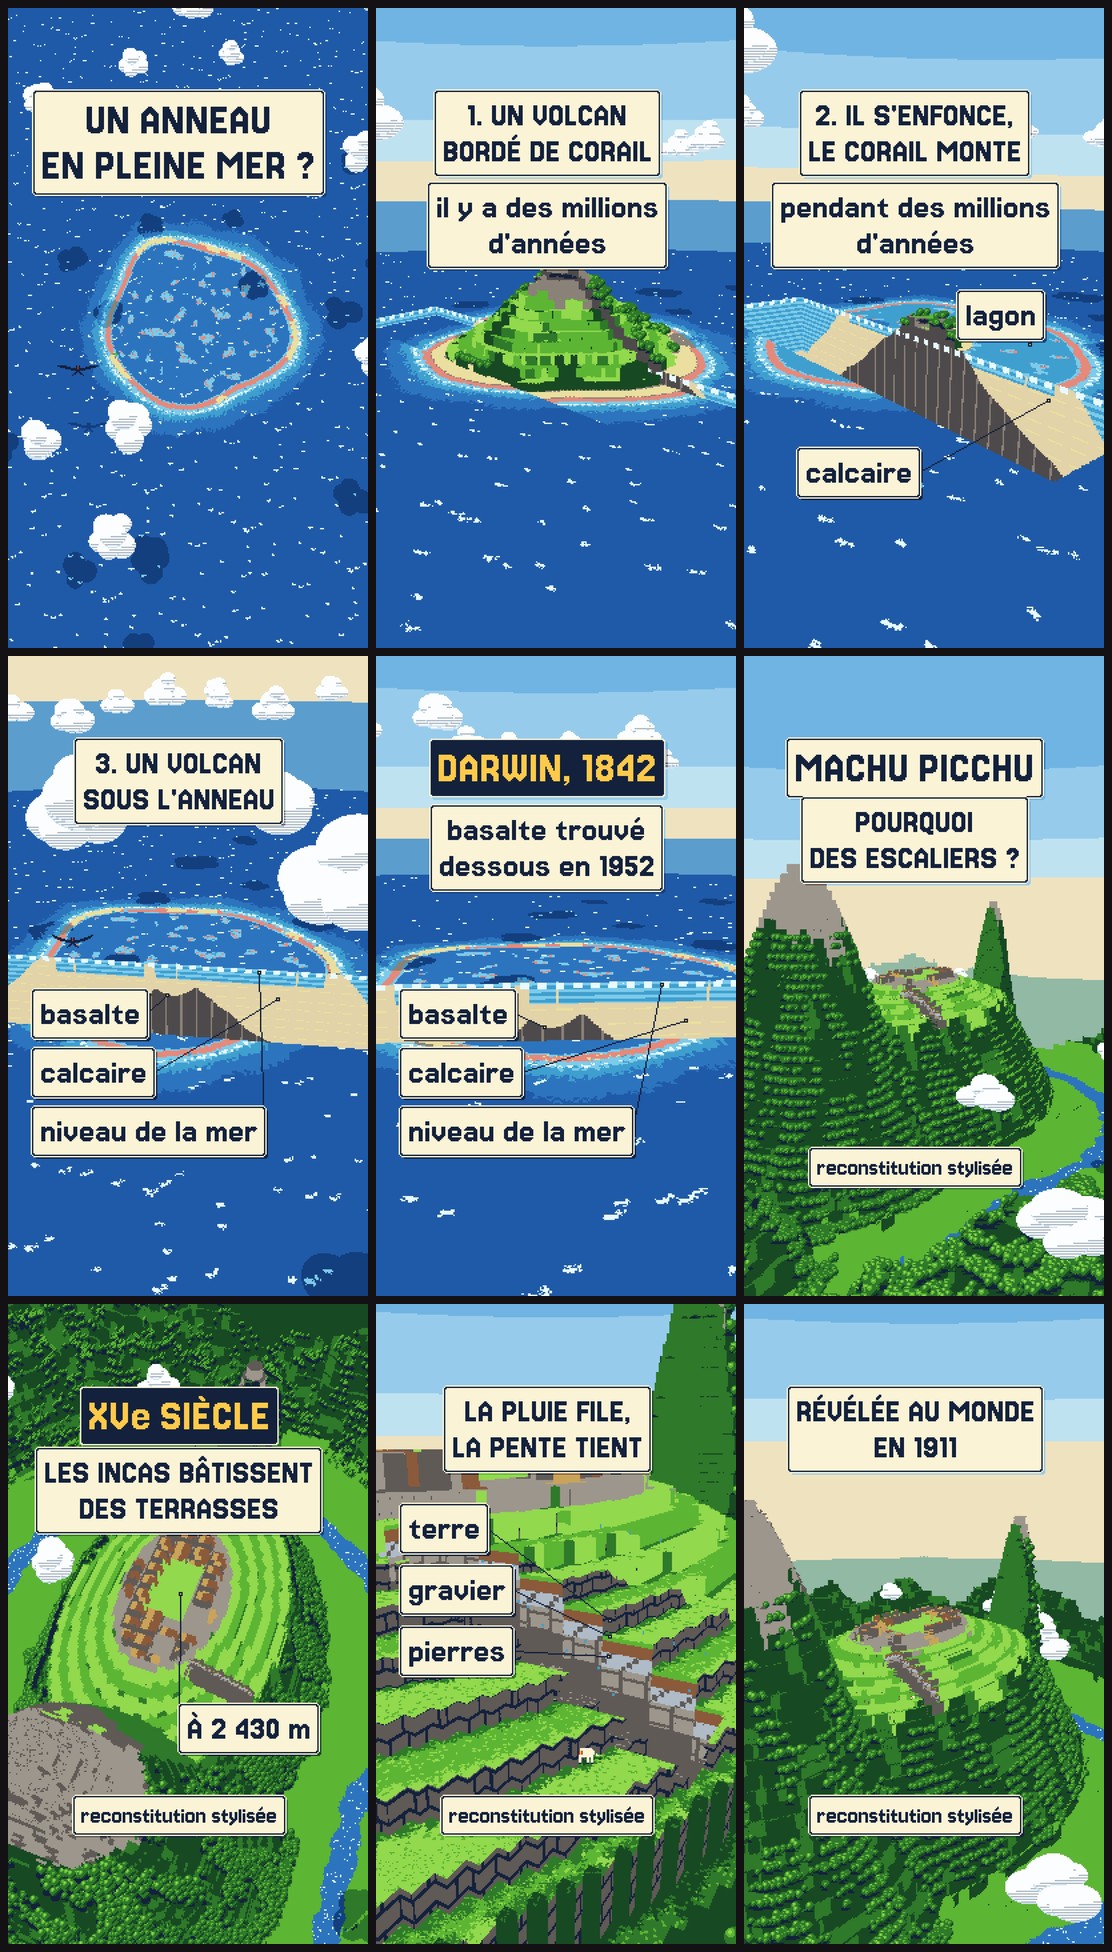 UN ANNEAU
EN PLEINE MER ?
1. UN VOLCAN
BORDÉ DE CORAIL
il y a des millions
d'années
2. IL S'ENFONCE,
LE CORAIL MONTE
pendant des millions
d'années
lagon
calcaire
3. UN VOLCAN
SOUS L'ANNEAU
basalte
calcaire
niveau de la mer
DARWIN, 1842
basalte trouvé
dessous en 1952
basalte
calcaire
niveau de la mer
MACHU PICCHU
POURQUOI
DES ESCALIERS ?
reconstitution stylisée
XVe SIÈCLE
LES INCAS BÂTISSENT
DES TERRASSES
À 2 430 m
reconstitution stylisée
LA PLUIE FILE,
LA PENTE TIENT
terre
gravier
pierres
reconstitution stylisée
RÉVÉLÉE AU MONDE
EN 1911
reconstitution stylisée